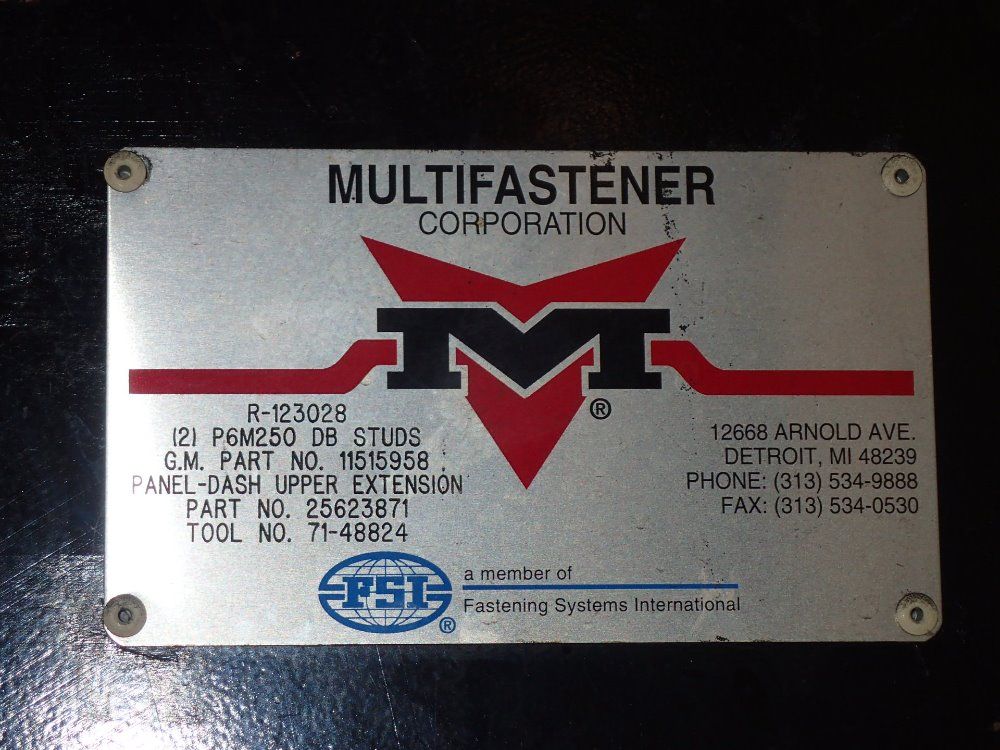 MULTIFASTENER
CORPORATION
M
®
R-123028
(2) P6M250 DB STUDS
G.M. PART NO. 11515958
PANEL-DASH UPPER EXTENSION
PART NO. 25623871
TOOL NO. 71-48824
12668 ARNOLD AVE.
DETROIT, MI 48239
PHONE: (313) 534-9888
FAX: (313) 534-0530
FSI ®
a member of
Fastening Systems International